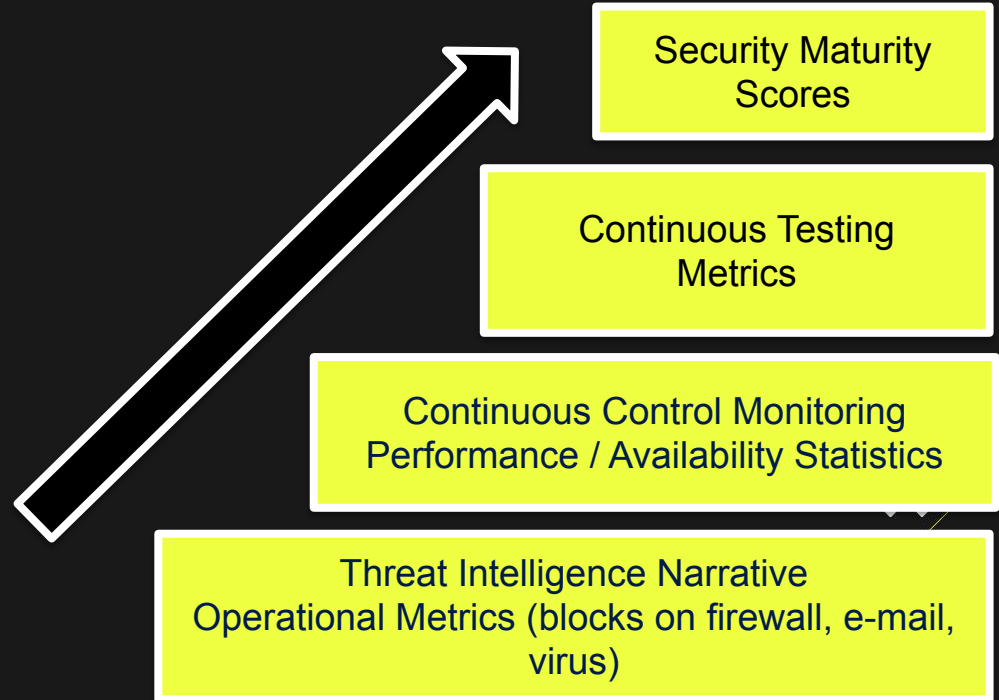 Security Maturity
Scores
Continuous Testing
Metrics
Continuous Control Monitoring
Performance / Availability Statistics
Threat Intelligence Narrative
Operational Metrics (blocks on firewall, e-mail,
virus)